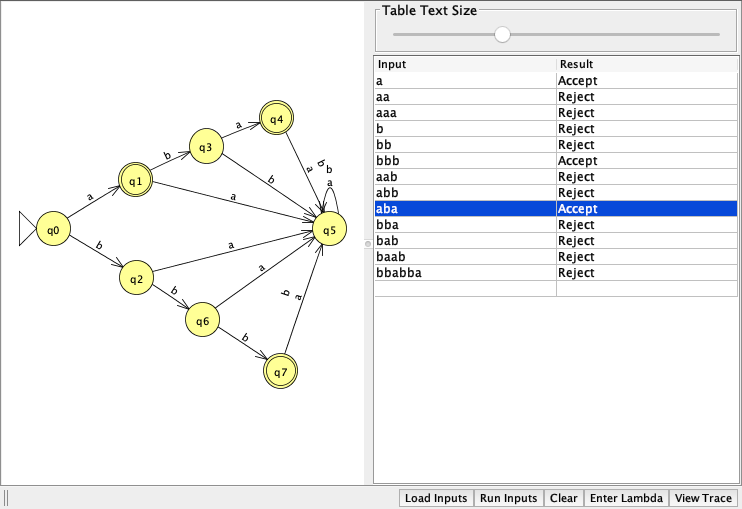 Table Text Size
Input Result
a Accept
aa Reject
aaa Reject
b Reject
bb Reject
bbb Accept
aab Reject
abb Reject
aba Accept
bba Reject
bab Reject
baab Reject
bbabba Reject
q4
a
b
q3
b
b
a
b
a
q1
b
a
a
q0
q5
b
a
q2
a
b
q6
b
b
a
q7
Load Inputs Run Inputs Clear Enter Lambda View Trace